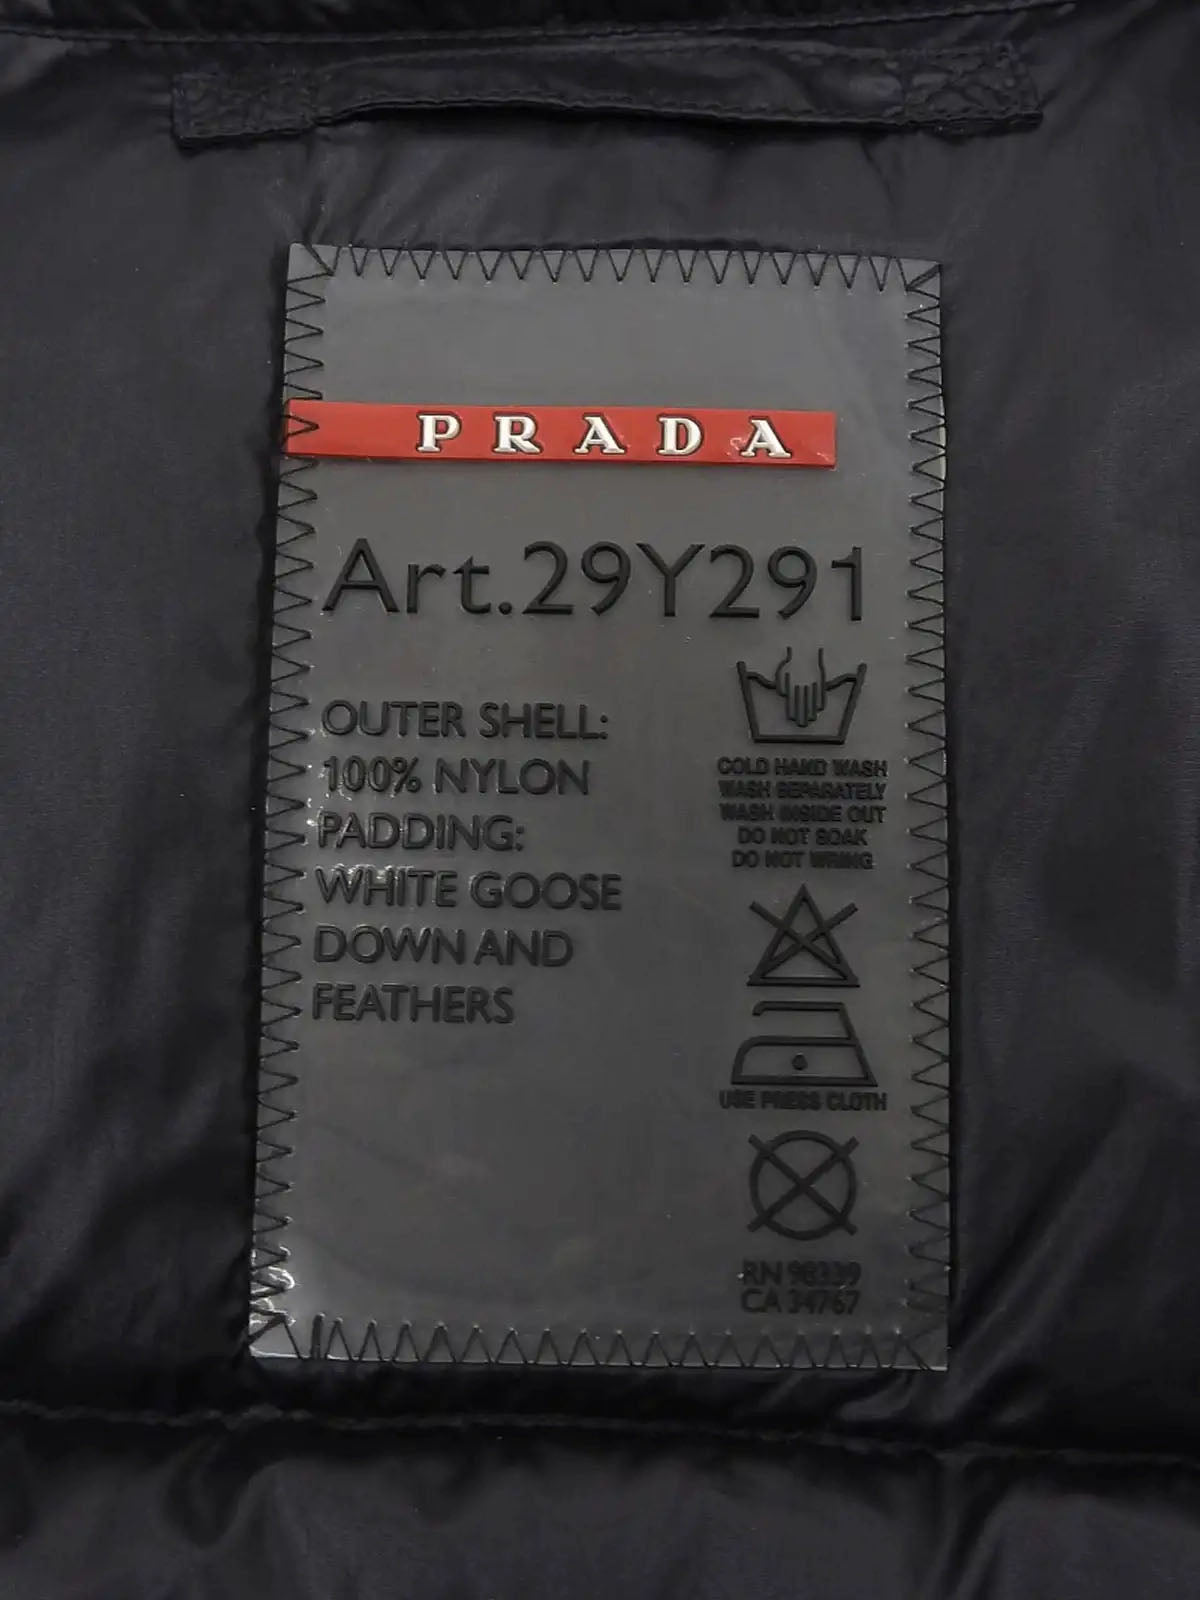 PRADA
Art.29Y291
OUTER SHELL:
100% NYLON
PADDING:
WHITE GOOSE
DOWN AND
FEATHERS
COLD HAND WASH
WASH SEPARATELY
WASH INSIDE OUT
DO NOT SOAK
DO NOT WRING
USE PRESS CLOTH
RN 98339
CA 34767